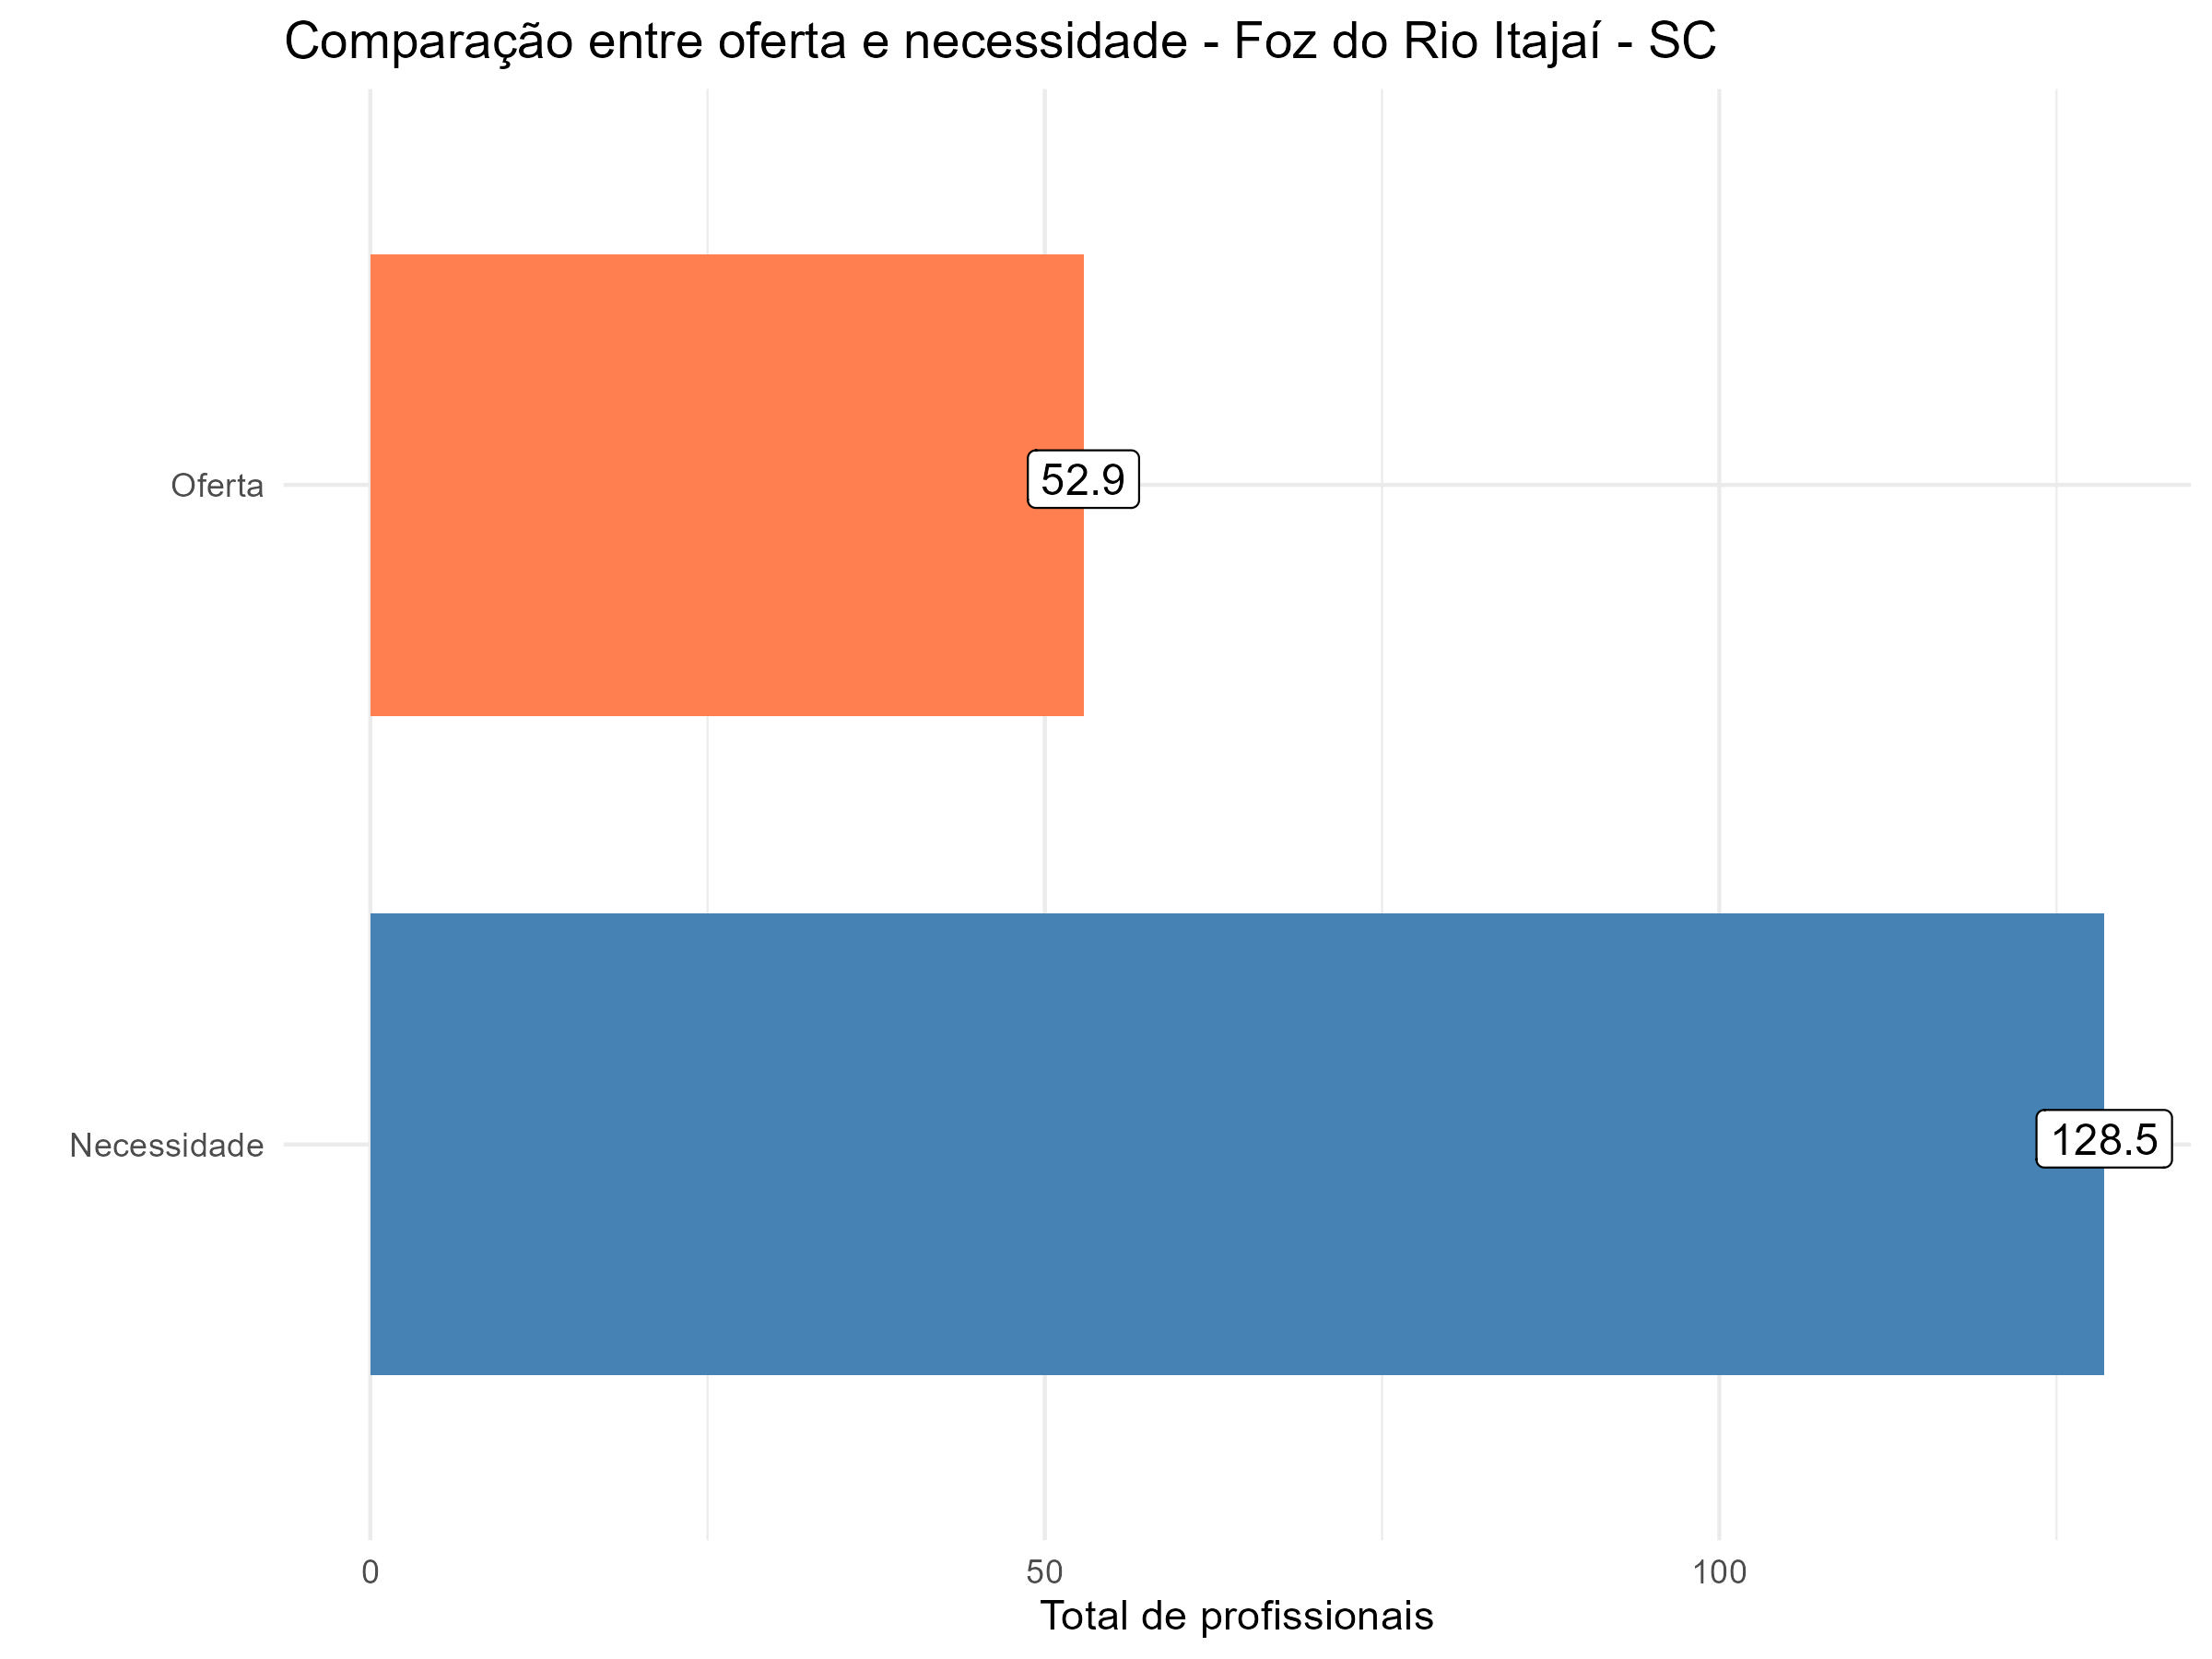 Comparação entre oferta e necessidade - Foz do Rio Itajaí - SC
Oferta
52.9
Necessidade
128.5
0
50
100
Total de profissionais